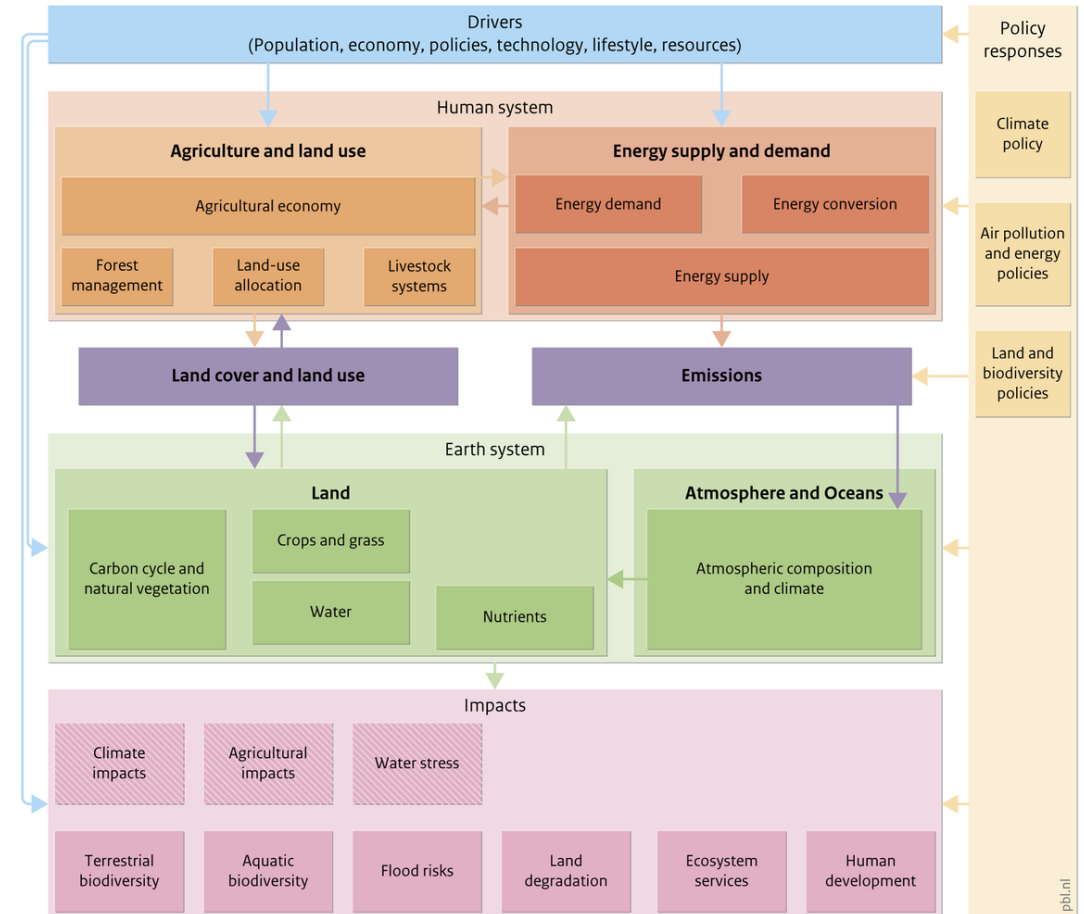 Drivers
(Population, economy, policies, technology, lifestyle, resources)
Policy
responses
Human system
Agriculture and land use
Energy supply and demand
Climate
policy
Agricultural economy
Energy demand
Energy conversion
Air pollution
and energy
policies
Forest
management
Land-use
allocation
Livestock
systems
Energy supply
Land cover and land use
Emissions
Land and
biodiversity
policies
Earth system
Land
Atmosphere and Oceans
Carbon cycle and
natural vegetation
Crops and grass
Water
Nutrients
Atmospheric composition
and climate
Impacts
Climate
impacts
Agricultural
impacts
Water stress
Terrestrial
biodiversity
Aquatic
biodiversity
Flood risks
Land
degradation
Ecosystem
services
Human
development
pbl.nl